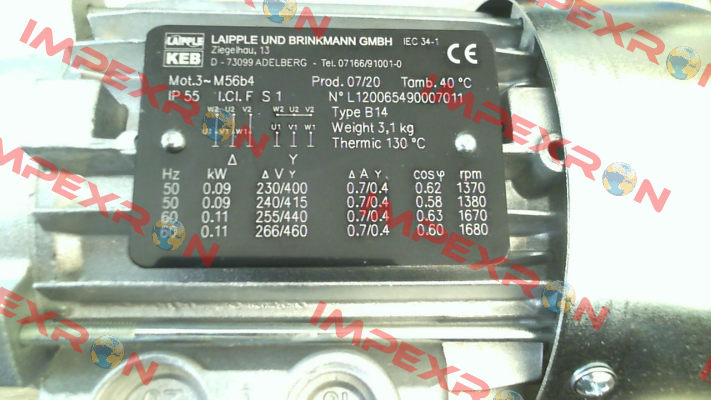 LAIPPLE
KEB
LAIPPLE UND BRINKMANN GMBH IEC 34-1
Ziegelhau, 13
D - 73099 ADELBERG - Tel. 07166/91001-0
CE
Mot.3~M56b4 Prod. 07/20 Tamb. 40 °C
IP 55 I.Cl. F S 1 N° L120065490007011
W2 U2 V2 W2 U2 V2 Type B14
U1 V1 W1 U1 V1 W1 Weight 3,1 kg
Thermic 130 °C
Δ Y
Hz kW Δ V Y Δ A Y cosφ rpm
50 0.09 230/400 0.7/0.4 0.62 1370
50 0.09 240/415 0.7/0.4 0.58 1380
60 0.11 255/440 0.7/0.4 0.63 1670
0.11 266/460 0.7/0.4 0.60 1680
IMPEXRON
IMPEXRON
IMPEXRON